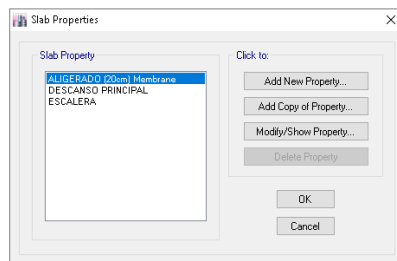 Slab Properties
Slab Property
ALIGERADO (20cm) Membrane
DESCANSO PRINCIPAL
ESCALERA
Click to:
Add New Property...
Add Copy of Property...
Modify/Show Property...
Delete Property
OK
Cancel